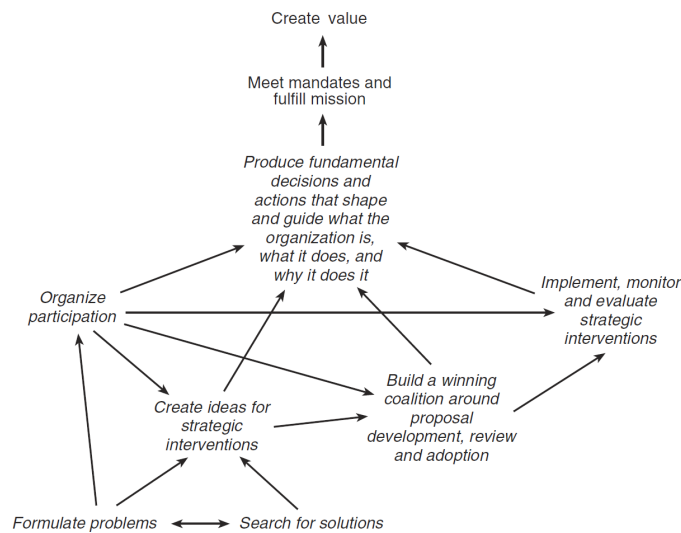 Create value
Meet mandates and
fulfill mission
Produce fundamental
decisions and
actions that shape
and guide what the
organization is,
what it does, and
why it does it
Organize
participation
Implement, monitor
and evaluate
strategic
interventions
Create ideas for
strategic
interventions
Build a winning
coalition around
proposal
development, review
and adoption
Formulate problems
Search for solutions